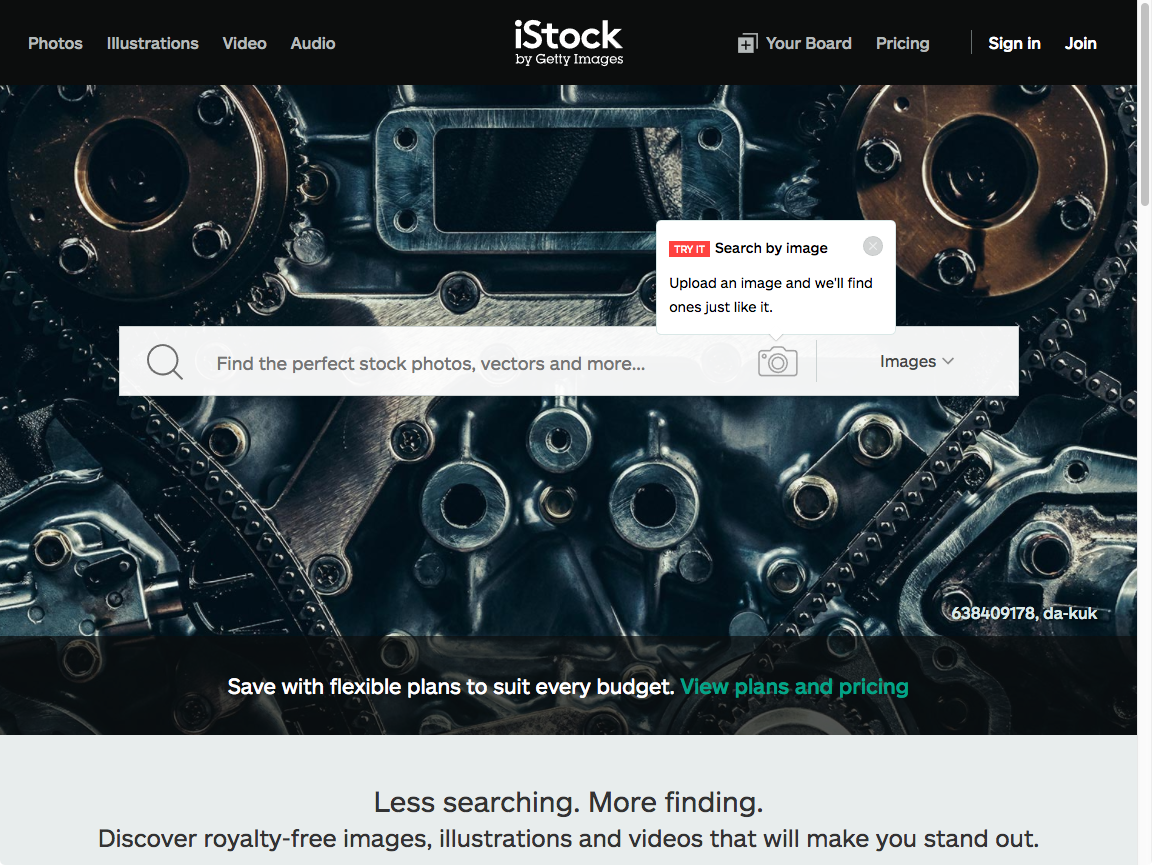 Photos Illustrations Video Audio
iStock
by Getty Images
Your Board Pricing Sign in Join
TRY IT Search by image
Upload an image and we'll find
ones just like it.
Find the perfect stock photos, vectors and more...
Images
638409178, da-kuk
Save with flexible plans to suit every budget. View plans and pricing
Less searching. More finding.
Discover royalty-free images, illustrations and videos that will make you stand out.